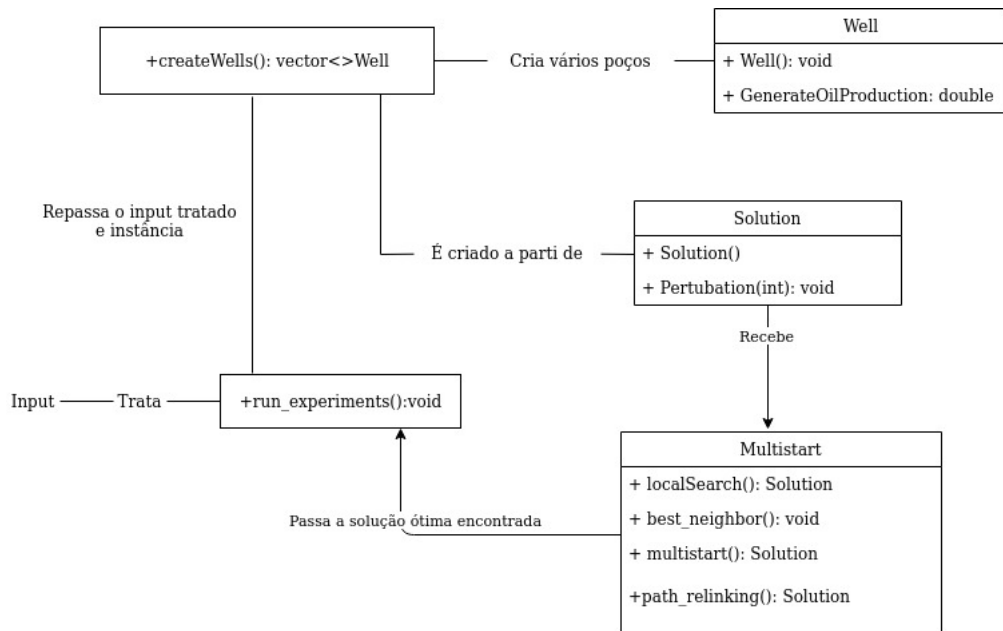 +createWells(): vector<>Well
Cria vários poços
Well
+ Well(): void
+ GenerateOilProduction: double
Repassa o input tratado
e instância
É criado a parti de
Solution
+ Solution()
+ Pertubation(int): void
Recebe
Input
Trata
+run_experiments():void
Passa a solução ótima encontrada
Multistart
+ localSearch(): Solution
+ best_neighbor(): void
+ multistart(): Solution
+path_relinking(): Solution